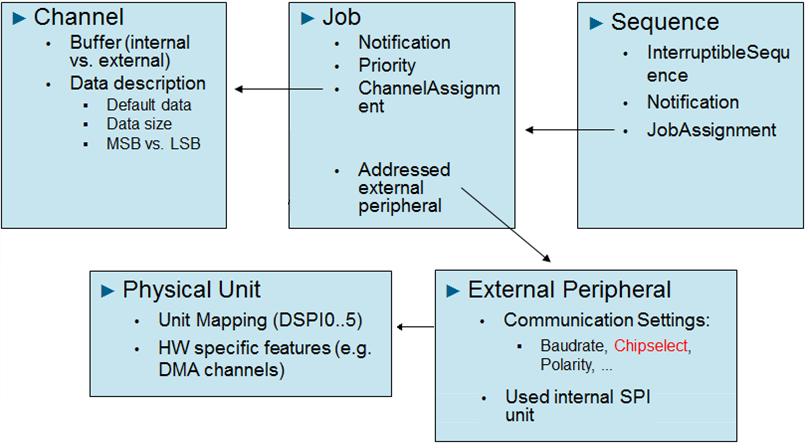 ► Channel
• Buffer (internal
vs. external)
• Data description
▪ Default data
▪ Data size
▪ MSB vs. LSB
► Job
• Notification
• Priority
• ChannelAssignm
ent
• Addressed
external
peripheral
► Sequence
• InterruptibleSequ
ence
• Notification
• JobAssignment
► Physical Unit
• Unit Mapping (DSPI0..5)
• HW specific features (e.g.
DMA channels)
► External Peripheral
• Communication Settings:
▪ Baudrate, Chipselect,
Polarity, ...
• Used internal SPI
unit